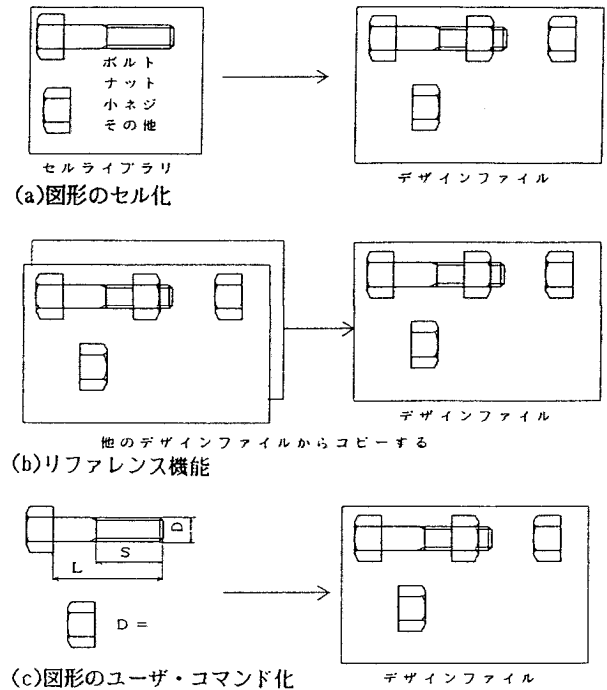 ボルト
ナット
小ネジ
その他
セルライブラリ
デザインファイル
(a)図形のセル化
デザインファイル
他のデザインファイルからコピーする
(b)リファレンス機能
D
S
L
D =
(c)図形のユーザ・コマンド化
デザインファイル